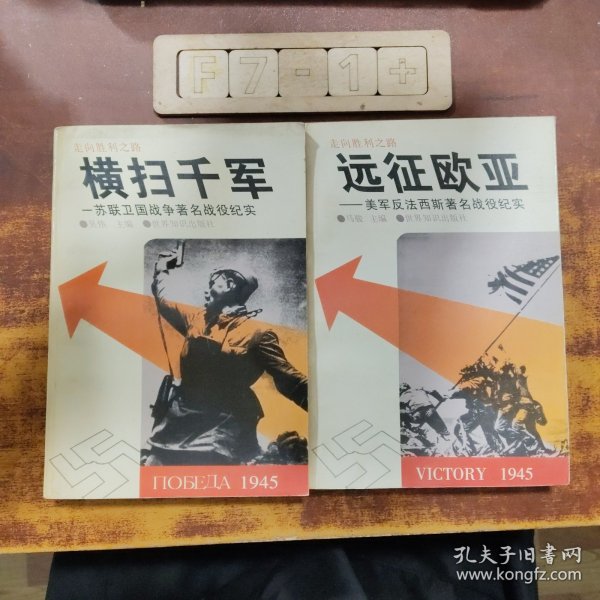 F7-1+
走向胜利之路
横扫千军
—苏联卫国战争著名战役纪实
主编 ●世界知识出版社
ПОБЕДА 1945
走向胜利之路
远征欧亚
——美军反法西斯著名战役纪实
●马骏 主编 ●世界知识出版社
VICTORY 1945
孔夫子旧书网
www.kongfz.com